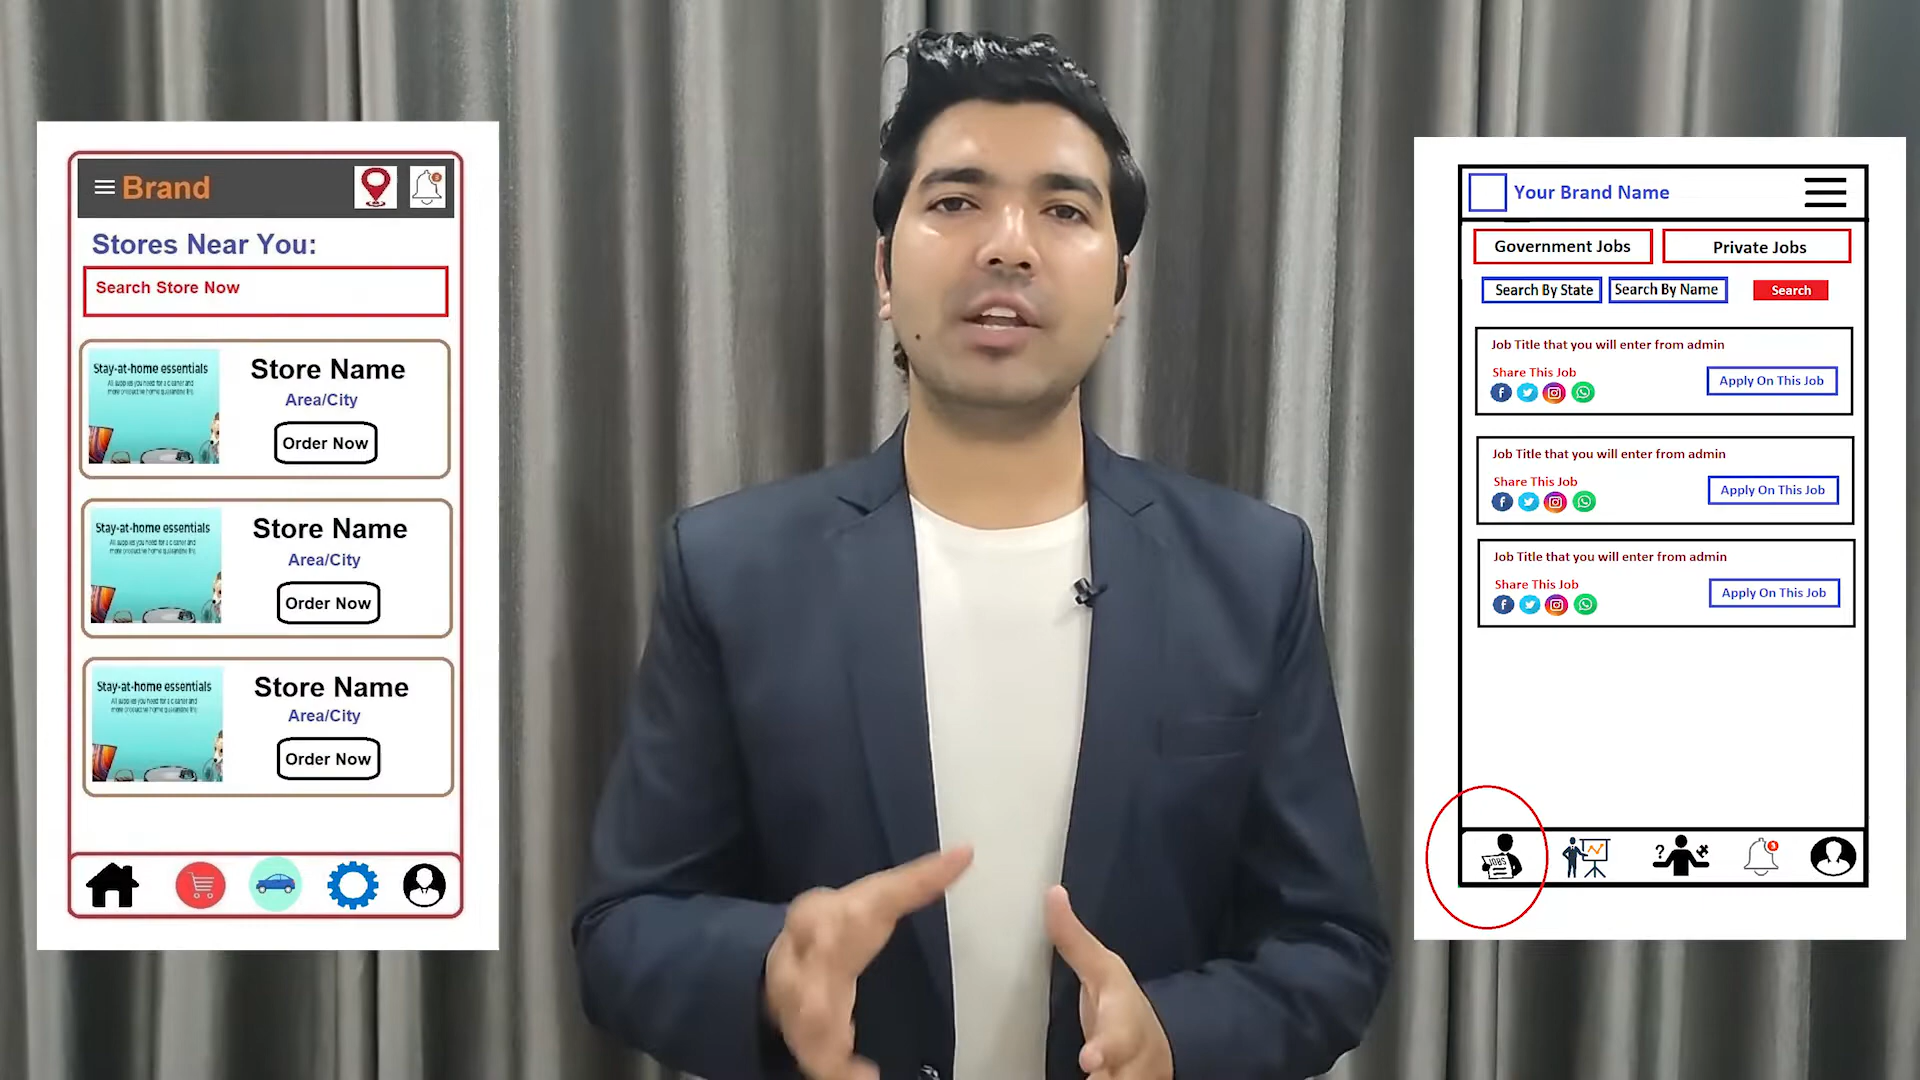 Brand
Stores Near You:
Search Store Now
Stay-at-home essentials
Store Name
Area/City
Order Now
Stay-at-home essentials
Store Name
Area/City
Order Now
Stay-at-home essentials
Store Name
Area/City
Order Now
Your Brand Name
Government Jobs
Private Jobs
Search By State
Search By Name
Search
Job Title that you will enter from admin
Share This Job
Apply On This Job
Job Title that you will enter from admin
Share This Job
Apply On This Job
Job Title that you will enter from admin
Share This Job
Apply On This Job
JOBS
3